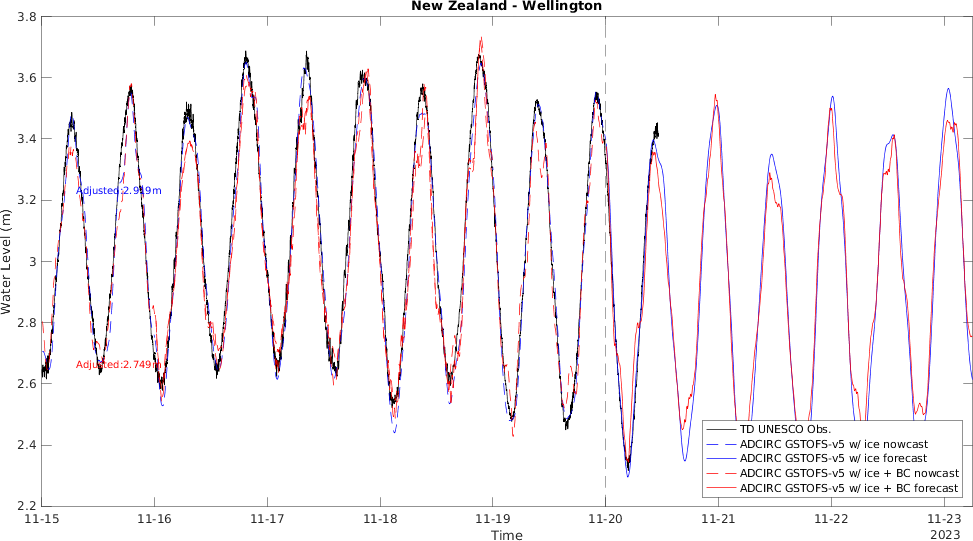 New Zealand - Wellington
3.8
3.6
3.4
3.2
3
2.8
2.6
2.4
2.2
Water Level (m)
Adjusted:2.919m
Adjusted:2.749m
TD UNESCO Obs.
ADCIRC GSTOFS-v5 w/ ice nowcast
ADCIRC GSTOFS-v5 w/ ice forecast
ADCIRC GSTOFS-v5 w/ ice + BC nowcast
ADCIRC GSTOFS-v5 w/ ice + BC forecast
11-15 11-16 11-17 11-18 11-19 11-20 11-21 11-22 11-23
Time
2023